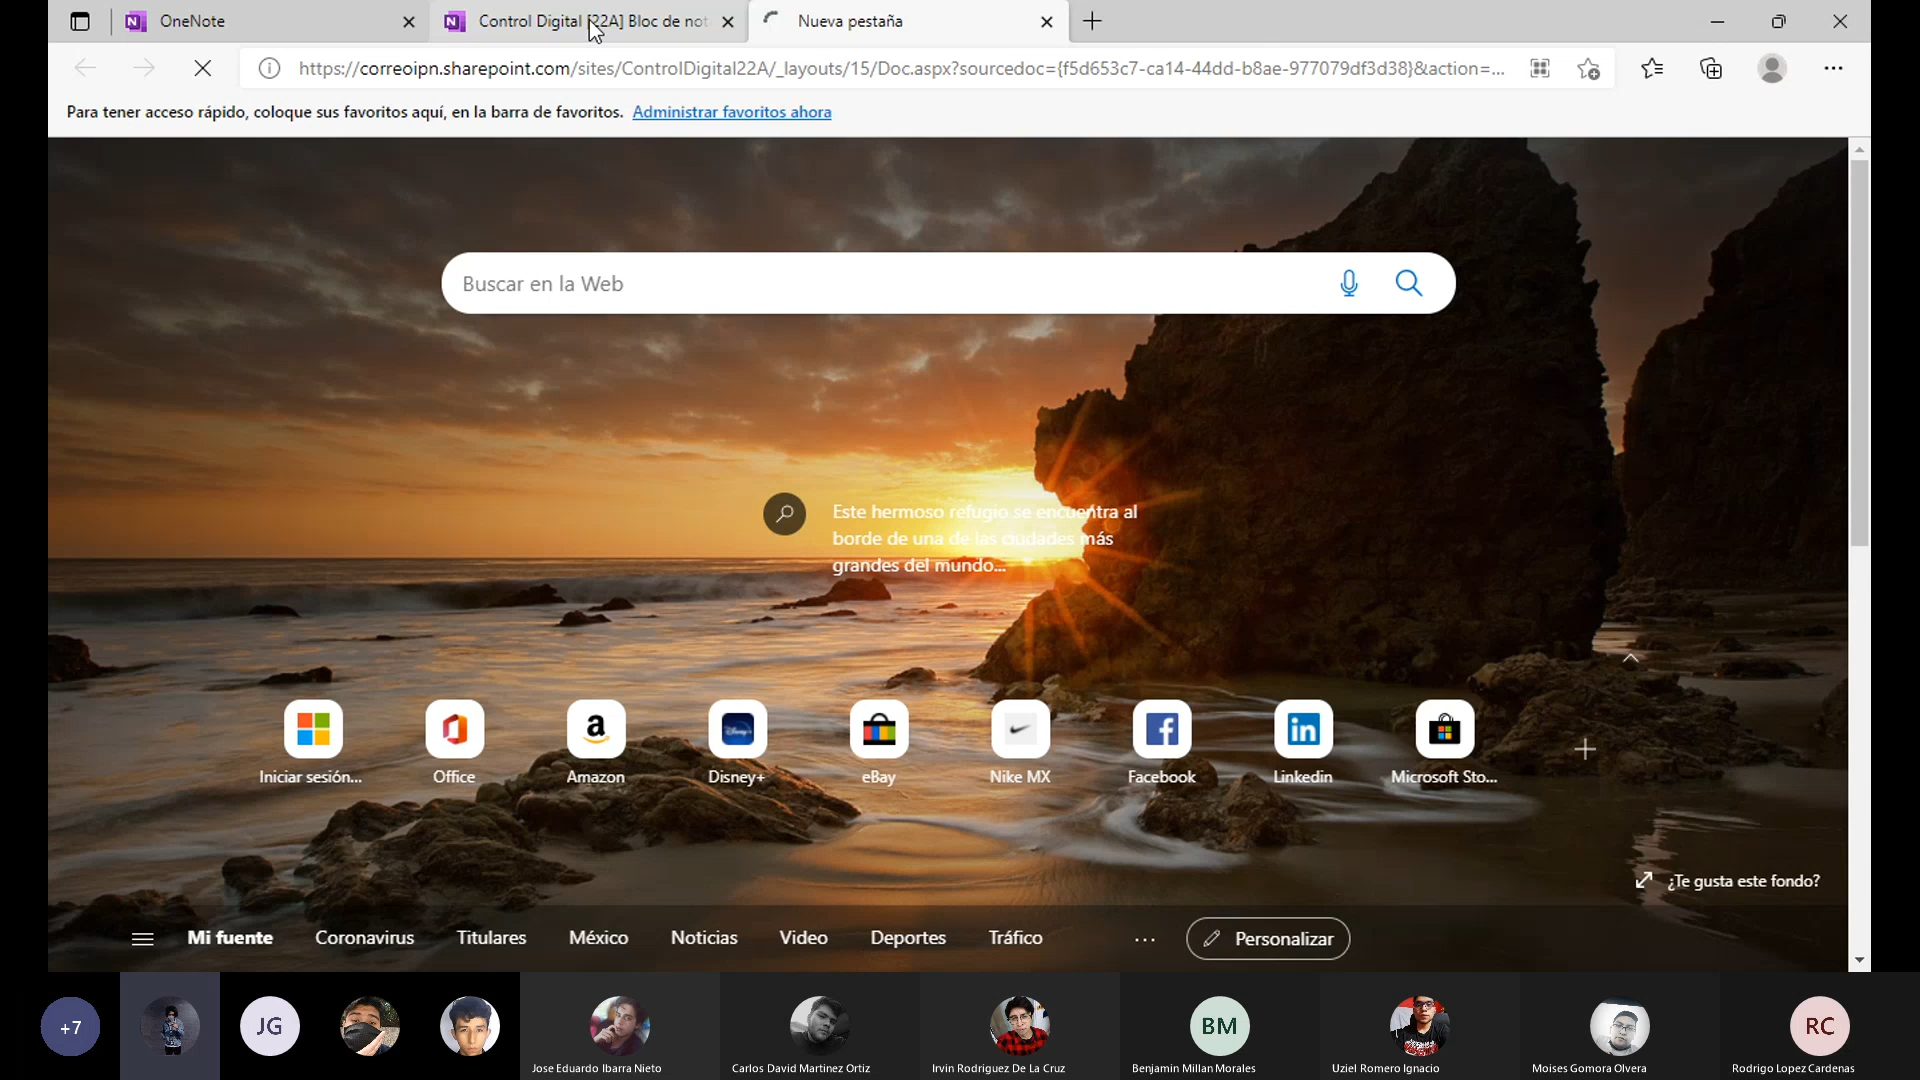 OneNote
Control Digital [22A] Bloc de not
Nueva pestaña
https://correoipn.sharepoint.com/sites/ControlDigital22A/_layouts/15/Doc.aspx?sourcedoc={f5d653c7-ca14-44dd-b8ae-977079df3d38}&action=...
Para tener acceso rápido, coloque sus favoritos aquí, en la barra de favoritos. Administrar favoritos ahora
Buscar en la Web
Este hermoso refugio se encuentra al
borde de una de las ciudades más
grandes del mundo...
Iniciar sesión...
Office
Amazon
Disney+
eBay
Nike MX
Facebook
Linkedin
Microsoft Sto...
¿Te gusta este fondo?
Mi fuente
Coronavirus
Titulares
México
Noticias
Video
Deportes
Tráfico
...
Personalizar
+7
JG
BM
RC
Jose Eduardo Ibarra Nieto
Carlos David Martinez Ortiz
Irvin Rodriguez De La Cruz
Benjamin Millan Morales
Uziel Romero Ignacio
Moises Gomora Olvera
Rodrigo Lopez Cardenas